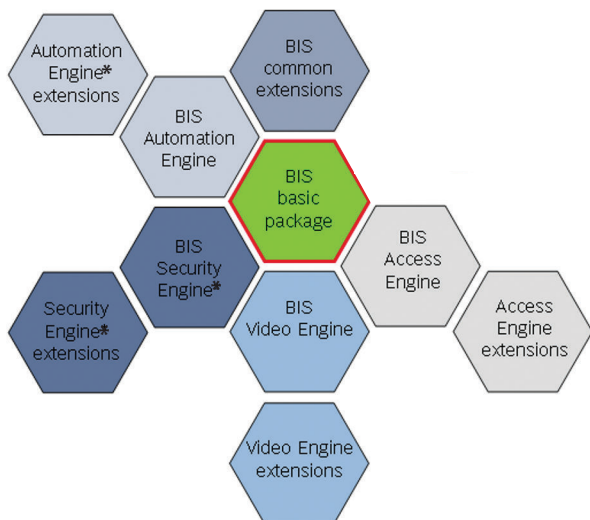 Automation
Engine*
extensions
BIS
common
extensions
BIS
Automation
Engine
BIS
basic
package
BIS
Security
Engine*
BIS
Access
Engine
Security
Engine*
extensions
BIS
Video Engine
Access
Engine
extensions
Video Engine
extensions